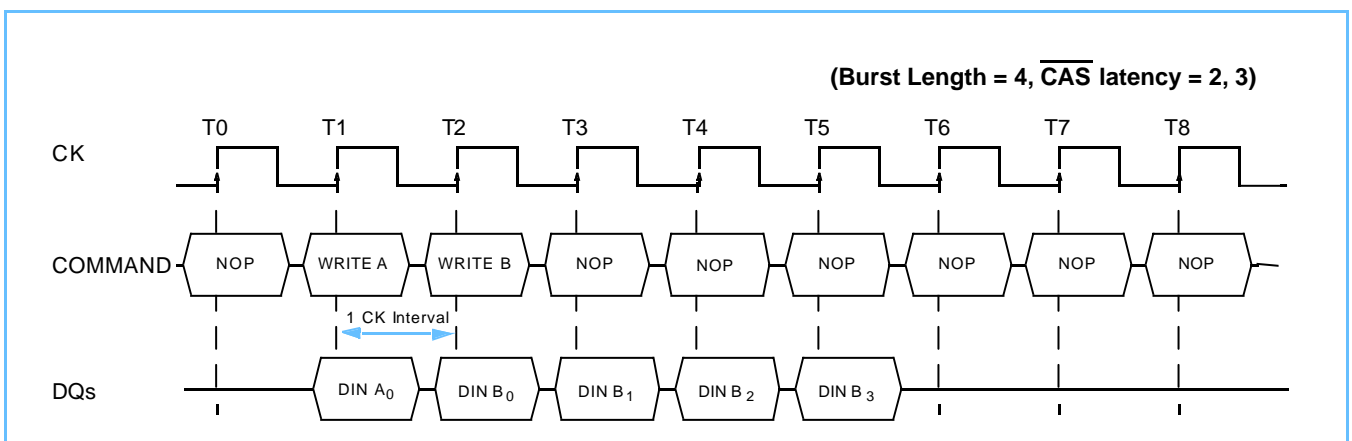 (Burst Length = 4, CAS latency = 2, 3)
T0 T1 T2 T3 T4 T5 T6 T7 T8
CK
COMMAND NOP WRITE A WRITE B NOP NOP NOP NOP NOP NOP
1 CK Interval
DQs DIN A0 DIN B0 DIN B1 DIN B2 DIN B3